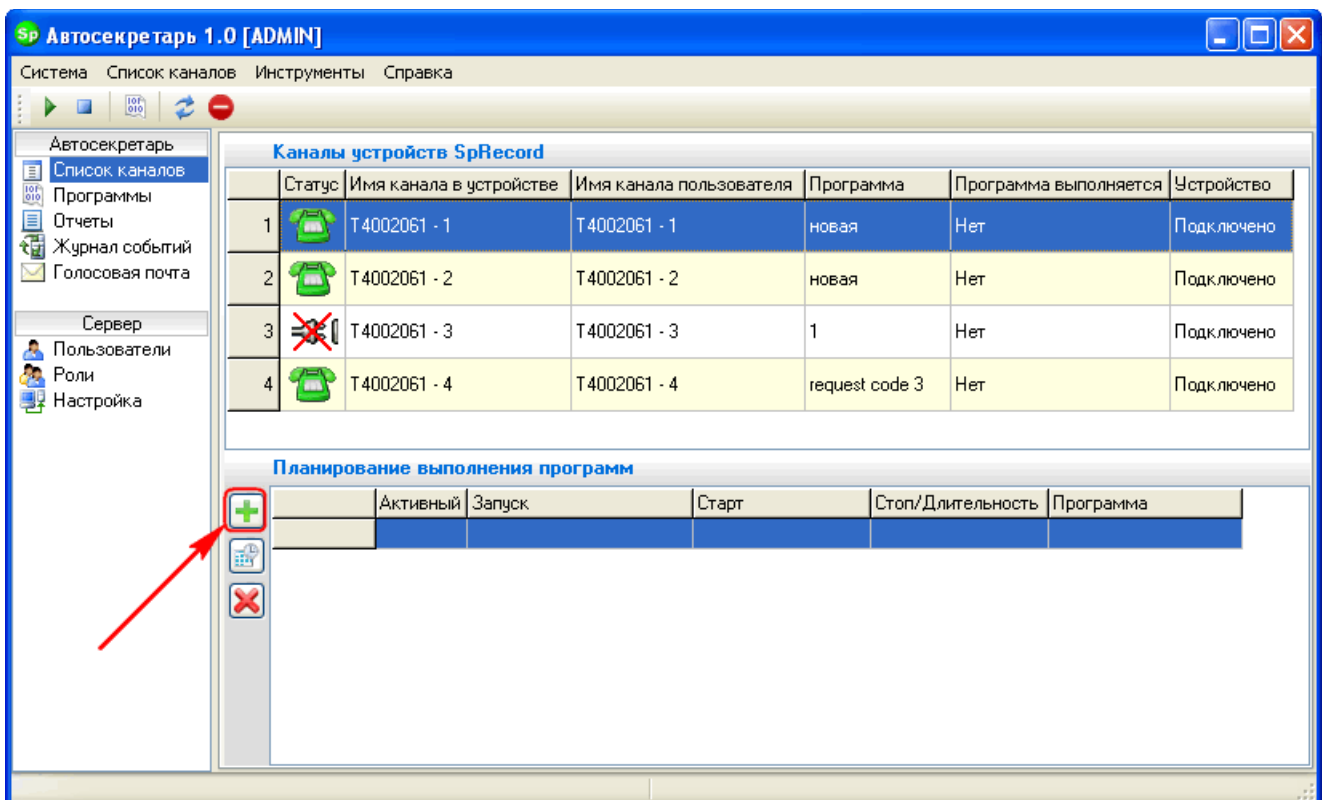 Sp Автосекретарь 1.0 [ADMIN]
Система Список каналов Инструменты Справка
Автосекретарь
Список каналов
Программы
Отчеты
Журнал событий
Голосовая почта
Сервер
Пользователи
Роли
Настройка
Каналы устройств SpRecord
Статус Имя канала в устройстве Имя канала пользователя Программа Программа выполняется Устройство
1 T4002061 - 1 T4002061 - 1 новая Нет Подключено
2 T4002061 - 2 T4002061 - 2 новая Нет Подключено
3 T4002061 - 3 T4002061 - 3 1 Нет Подключено
4 T4002061 - 4 T4002061 - 4 request code 3 Нет Подключено
Планирование выполнения программ
Активный Запуск Старт Стоп/Длительность Программа